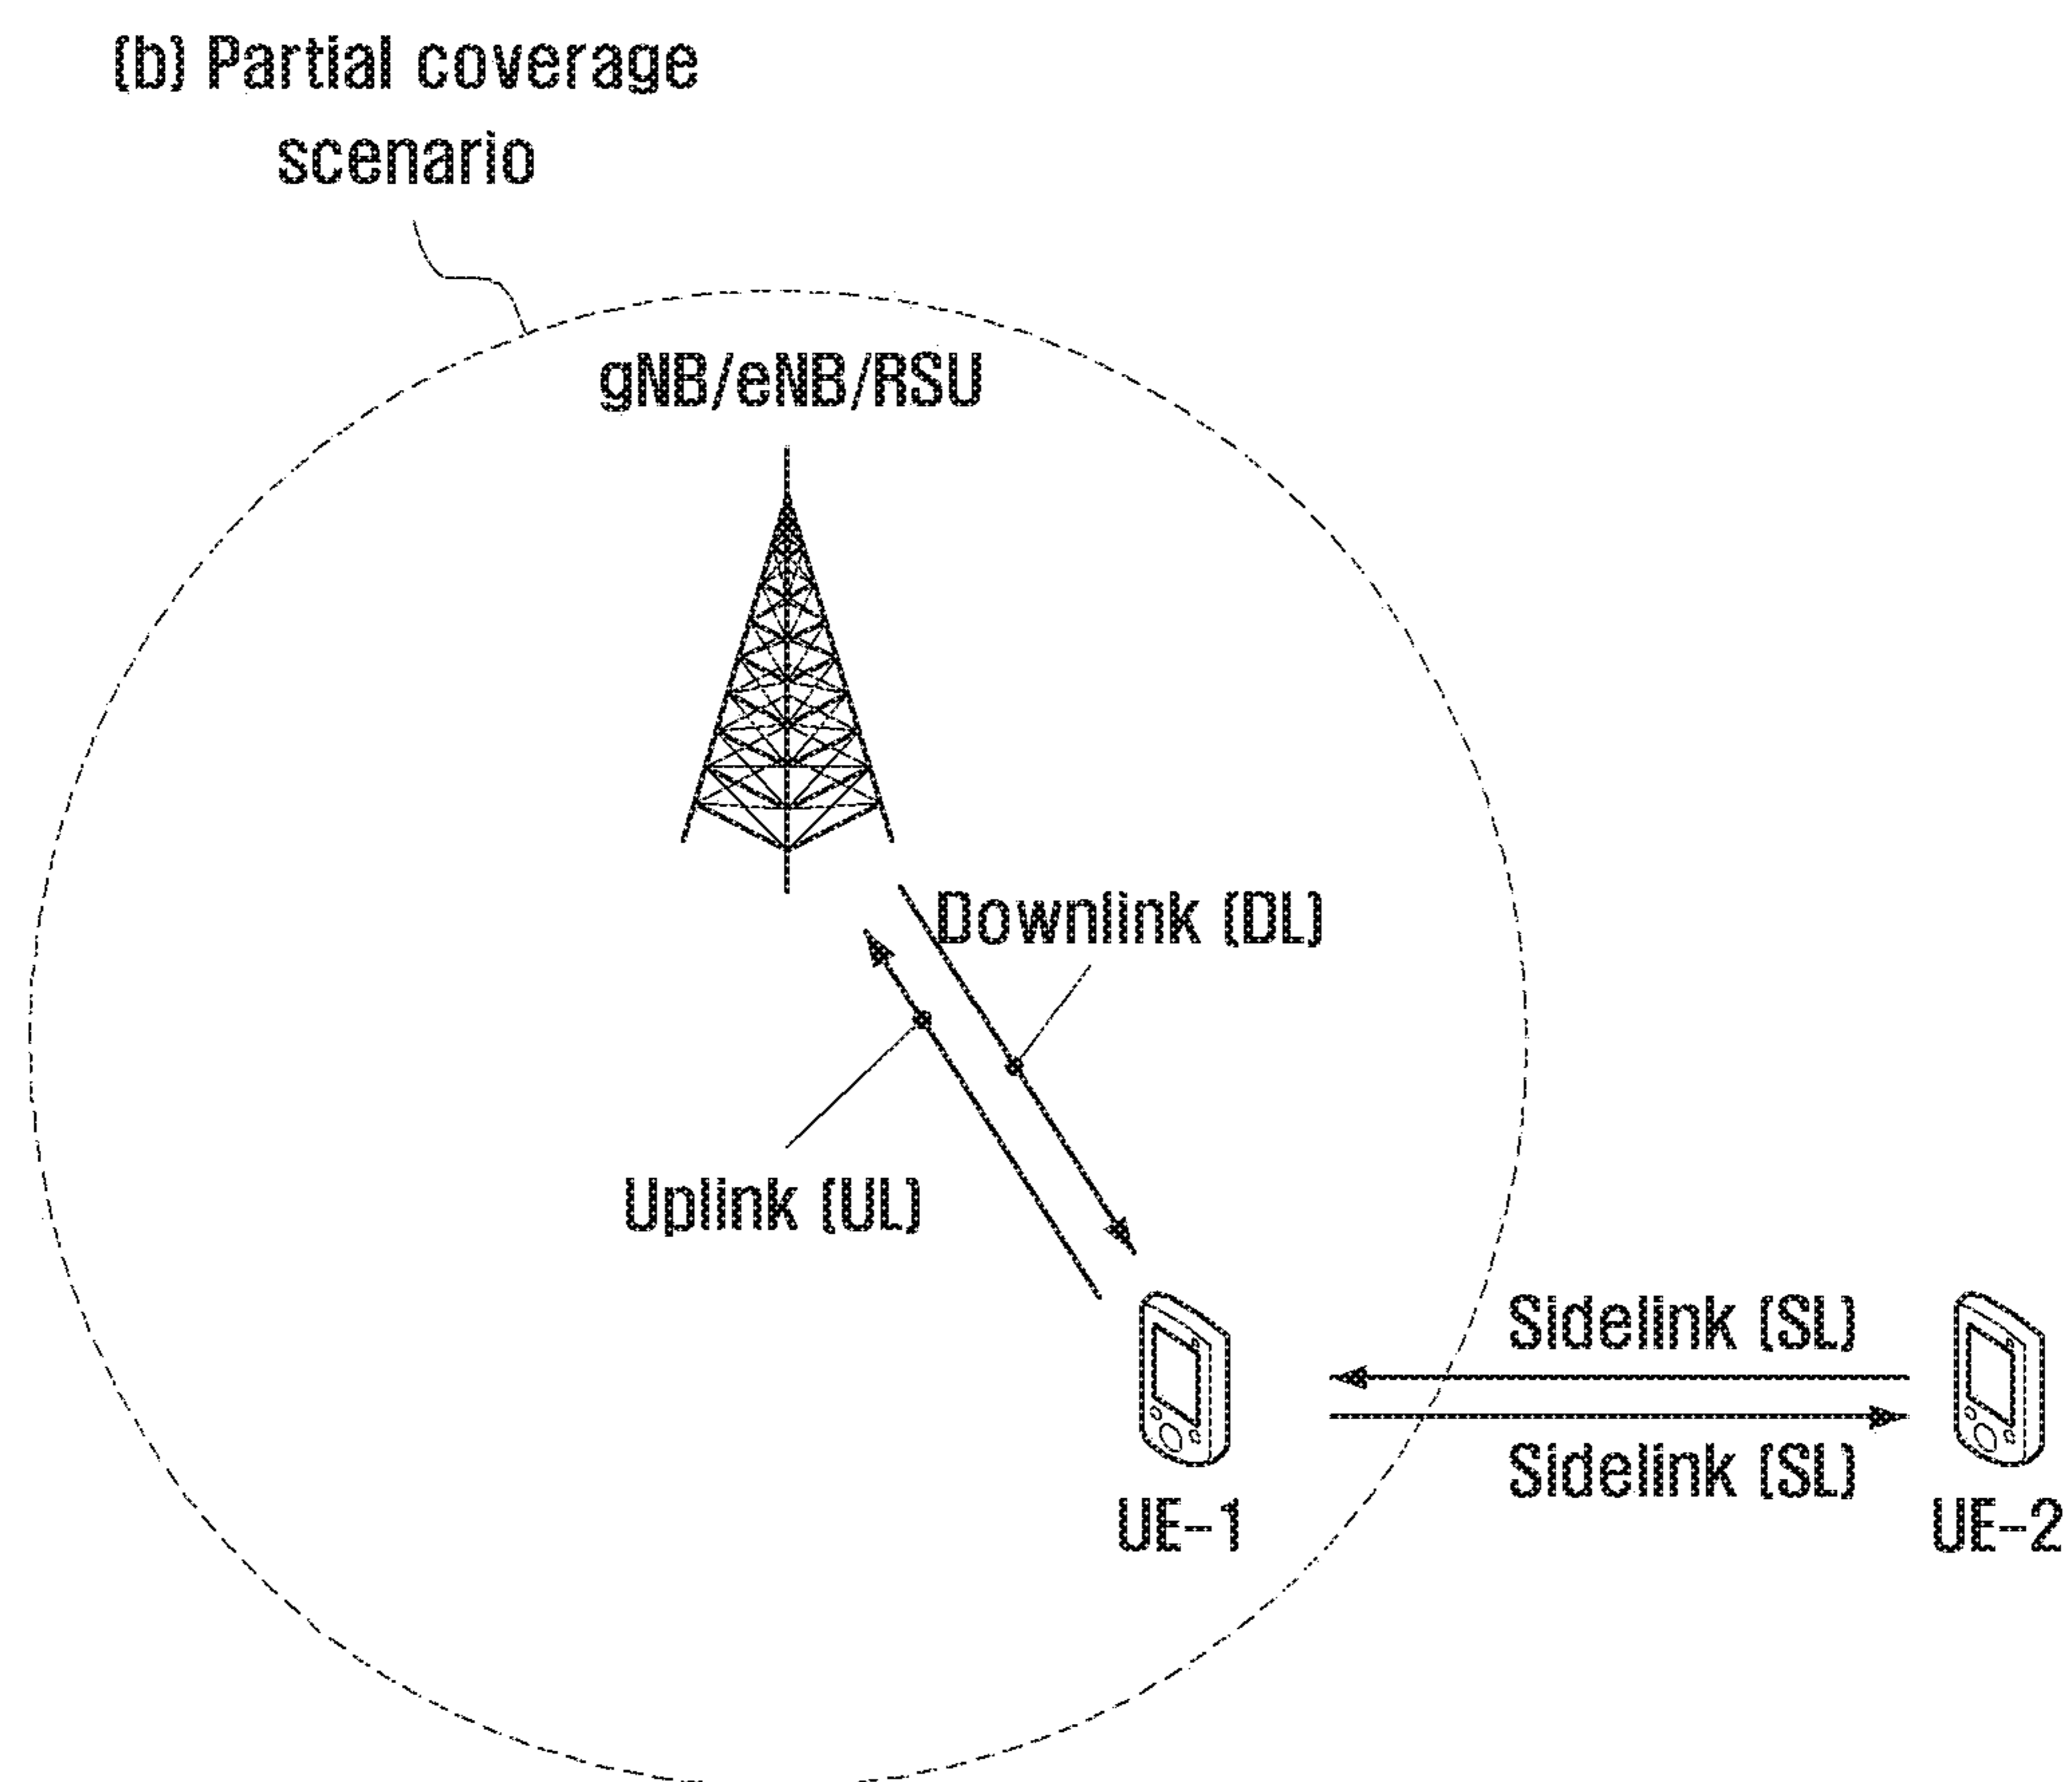 (b) Partial coverage
scenario
gNB/eNB/RSU
Downlink (DL)
Uplink (UL)
Sidelink (SL)
Sidelink (SL)
UE-1
UE-2